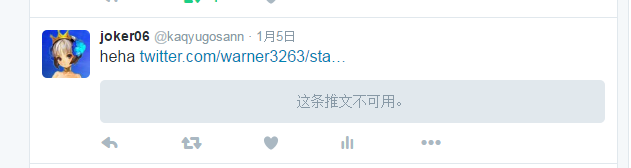 joker06 @kaqyugosann · 1月5日
heha twitter.com/warner3263/sta…
这条推文不可用。